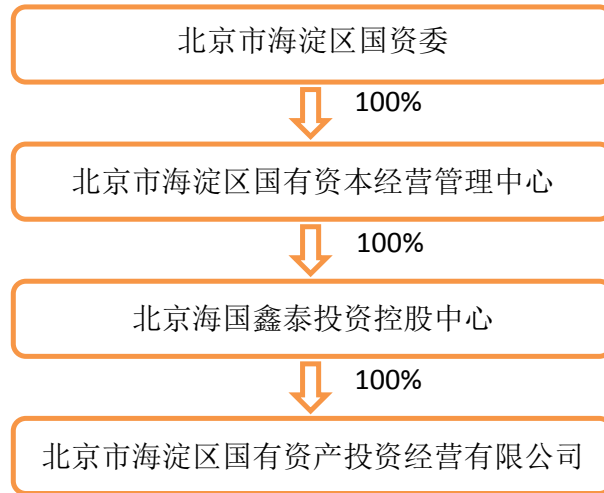 北京市海淀区国资委
100%
北京市海淀区国有资本经营管理中心
100%
北京海国鑫泰投资控股中心
100%
北京市海淀区国有资产投资经营有限公司